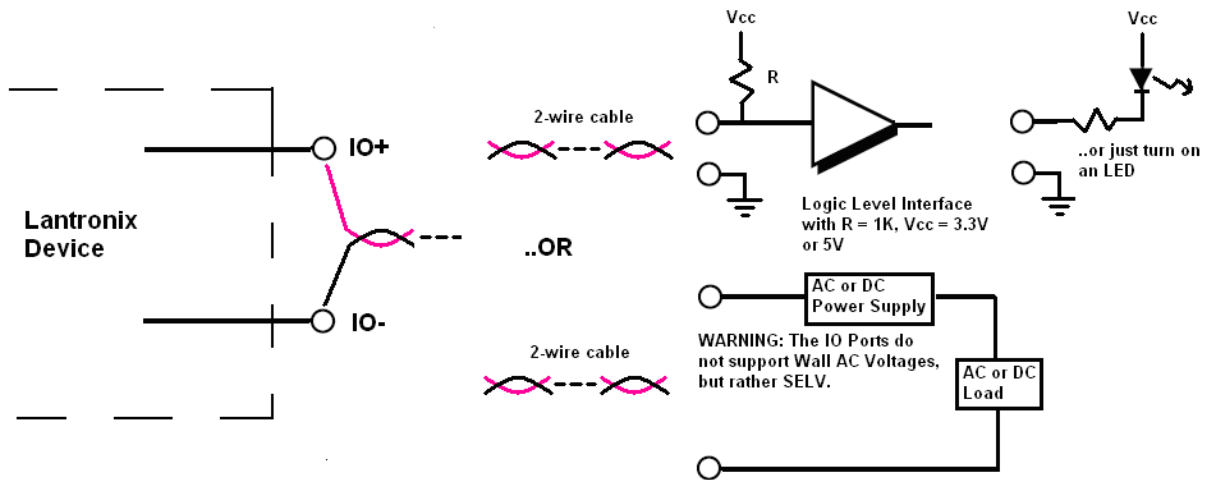 Vcc
R
Vcc
2-wire cable
IO+
..or just turn on
an LED
Lantronix
Device
Logic Level Interface
with R = 1K, Vcc = 3.3V
or 5V
..OR
AC or DC
Power Supply
IO-
WARNING: The IO Ports do
not support Wall AC Voltages,
but rather SELV.
2-wire cable
AC or DC
Load